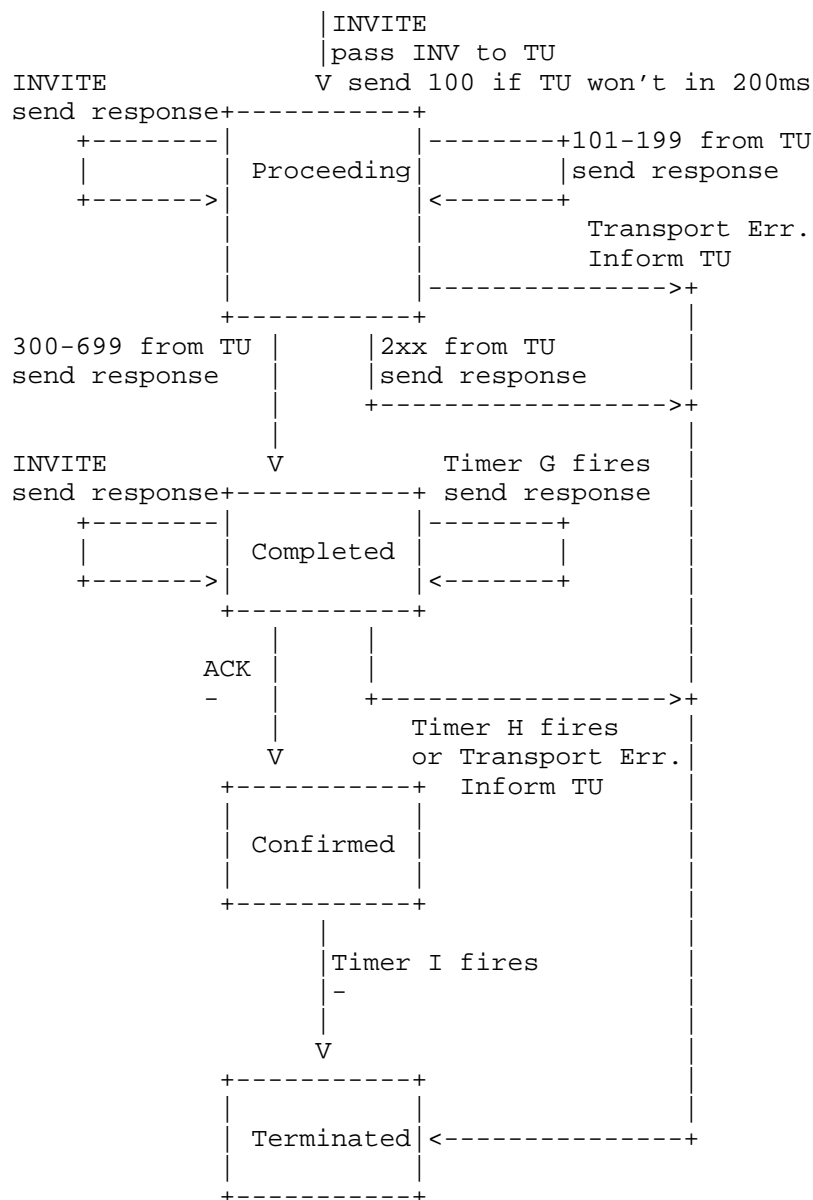 INVITE
pass INV to TU
INVITE V send 100 if TU won't in 200ms
send response
101-199 from TU
Proceeding send response
Transport Err.
Inform TU
300-699 from TU 2xx from TU
send response send response
INVITE V Timer G fires
send response send response
Completed
ACK
-
Timer H fires
V or Transport Err.
Inform TU
Confirmed
Timer I fires
-
V
Terminated